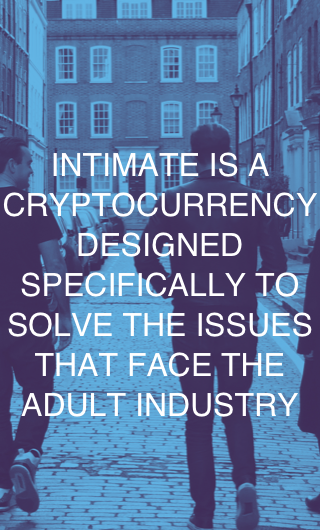 INTIMATE IS A
CRYPTOCURRENCY
DESIGNED
SPECIFICALLY TO
SOLVE THE ISSUES
THAT FACE THE
ADULT INDUSTRY